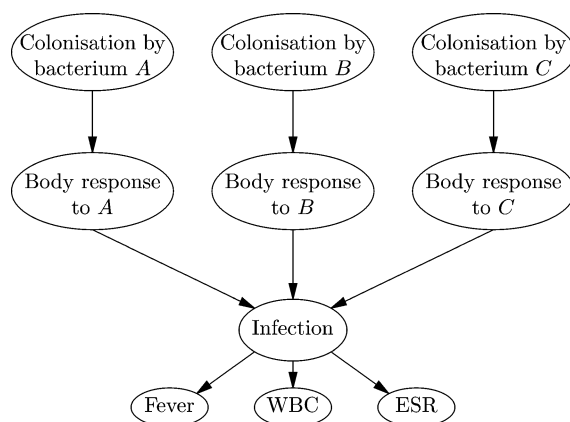 Colonisation by
bacterium A
Colonisation by
bacterium B
Colonisation by
bacterium C
Body response
to A
Body response
to B
Body response
to C
Infection
Fever
WBC
ESR